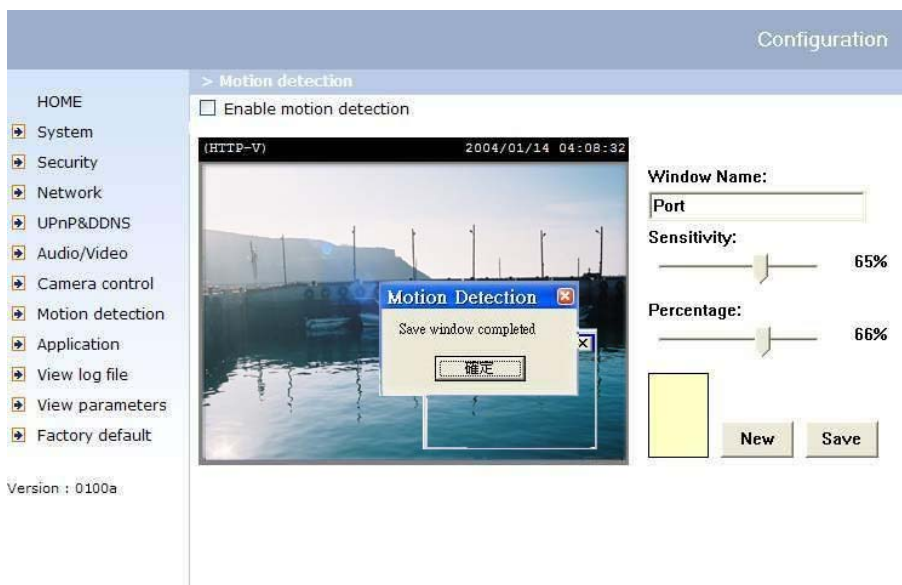 Configuration
> Motion detection
Enable motion detection
HOME
System
Security
Network
UPnP&DDNS
Audio/Video
Camera control
Motion detection
Application
View log file
View parameters
Factory default
Version : 0100a
(HTTP-V) 2004/01/14 04:08:32
Motion Detection
Save window completed
確定
Window Name:
Port
Sensitivity:
65%
Percentage:
66%
New
Save